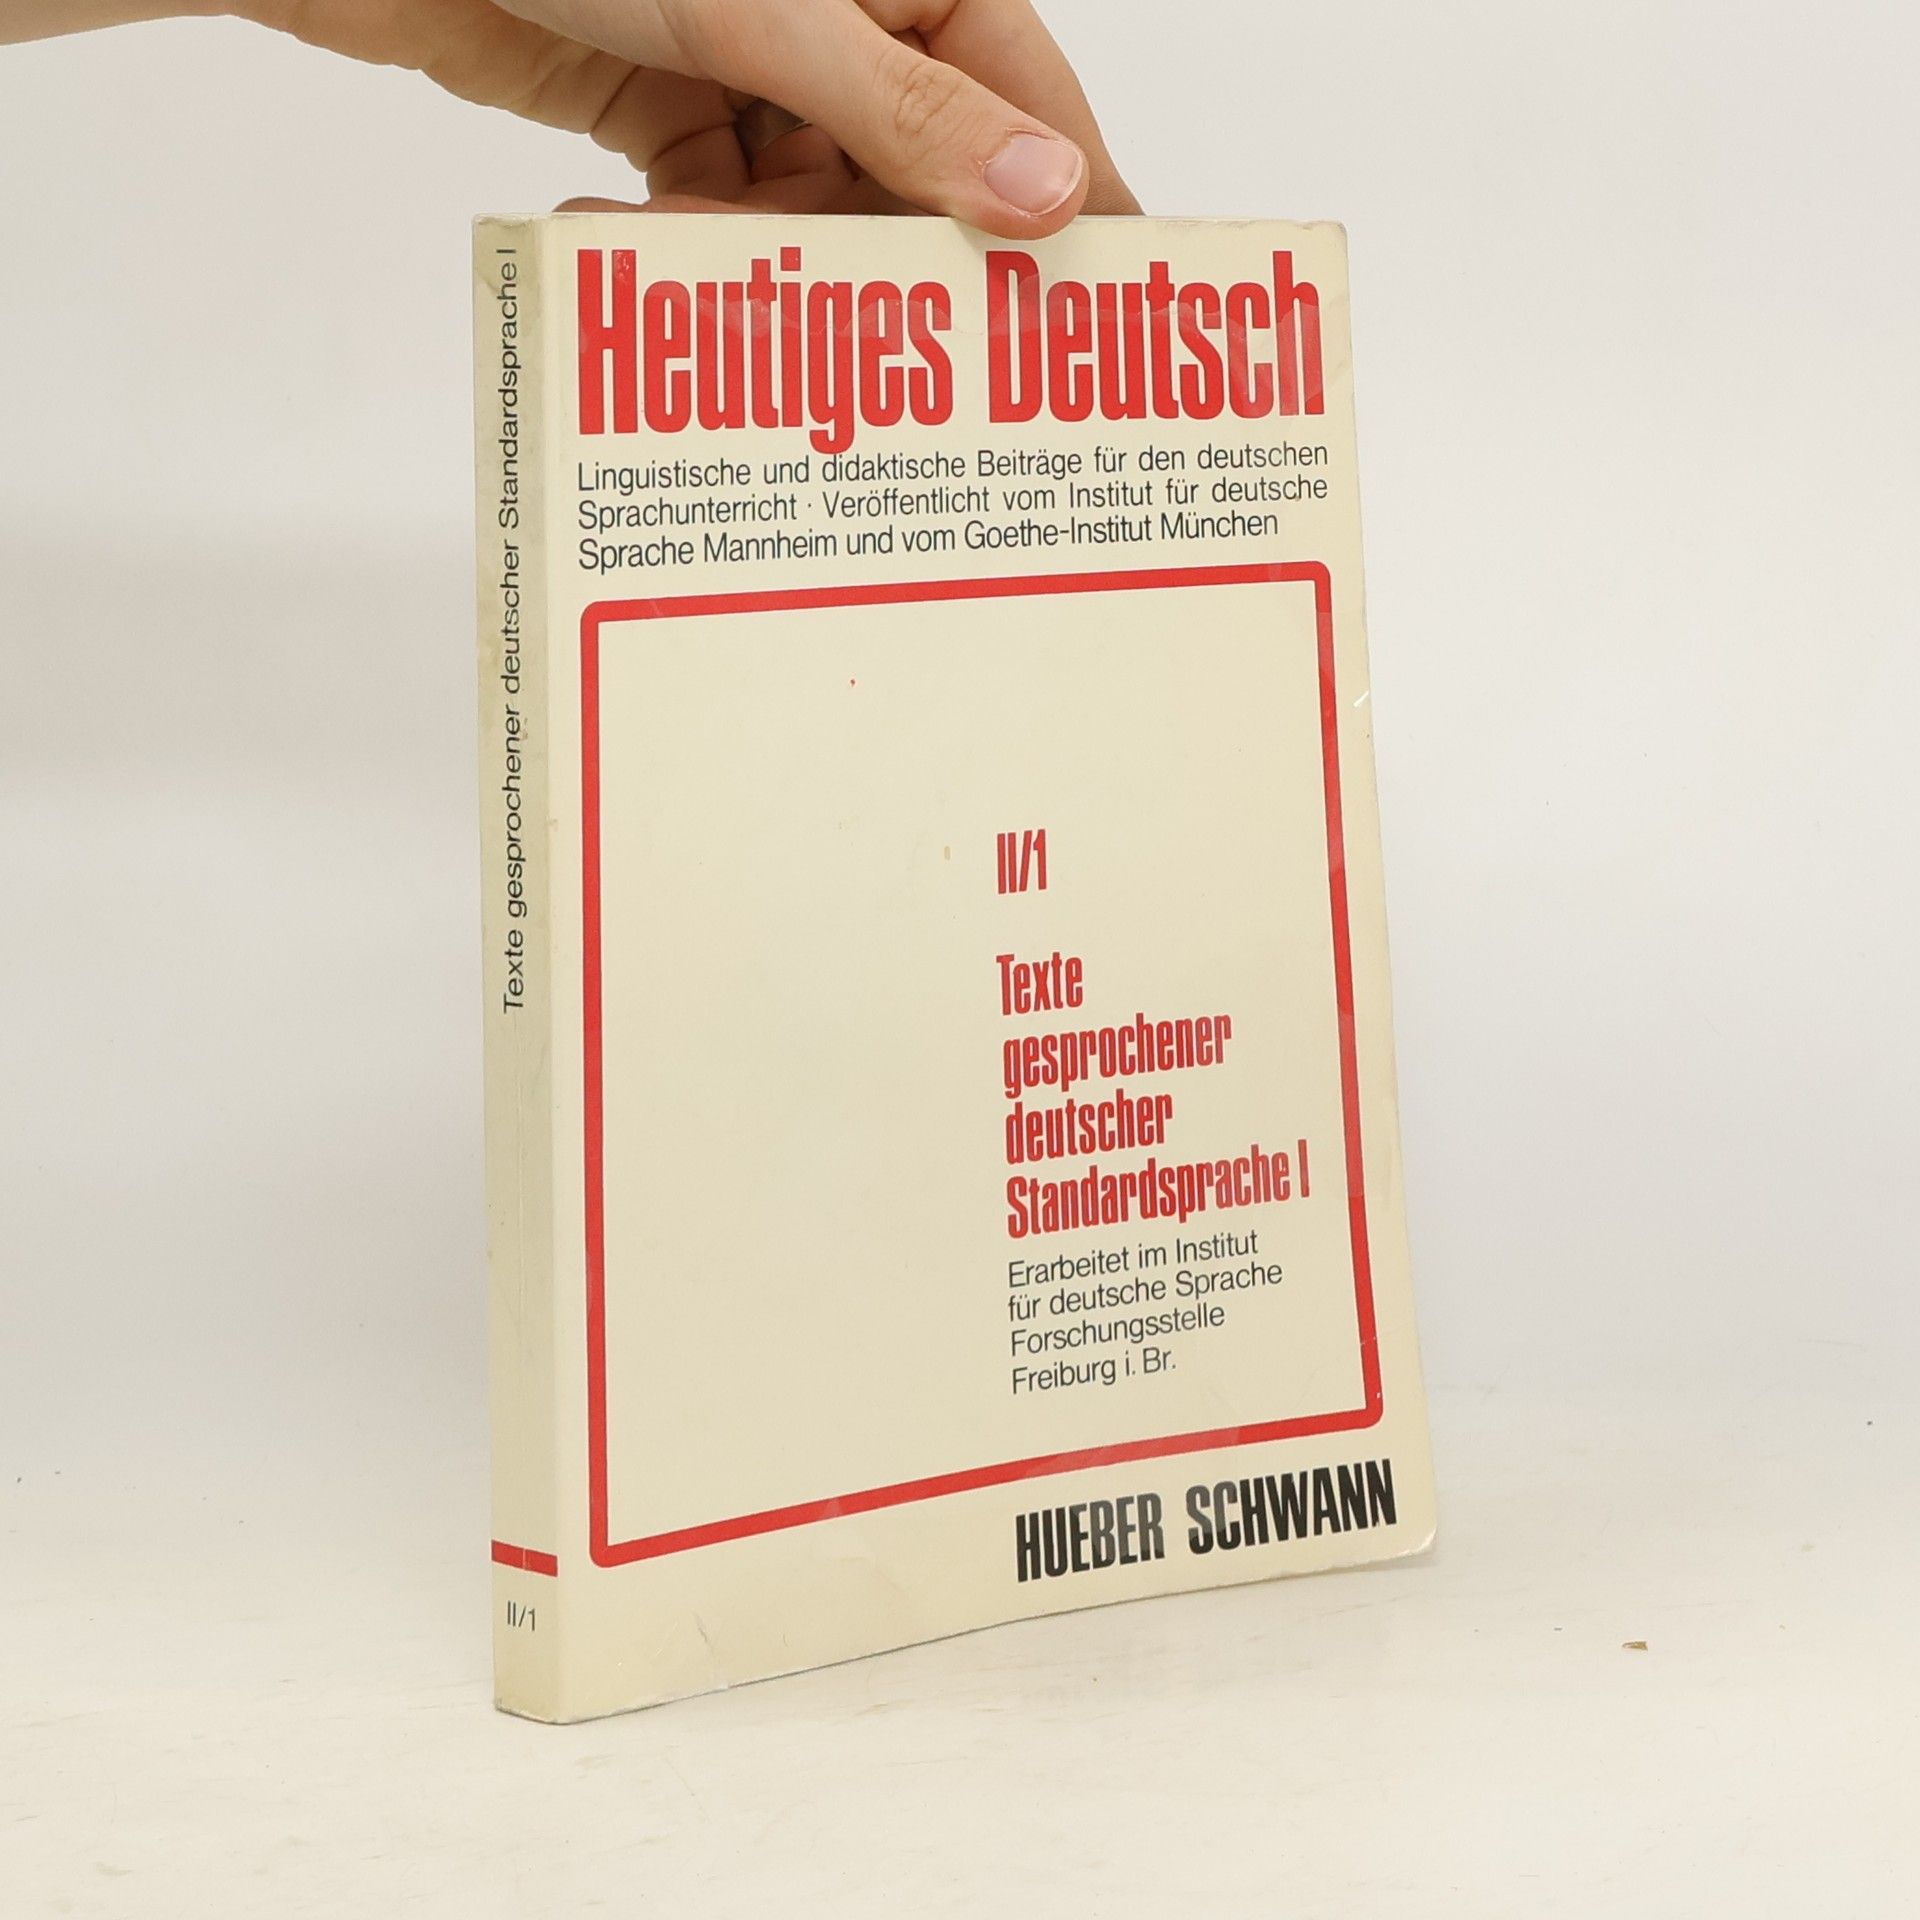 Texte gesprochener deutscher Standardsprache I
II/1
Heutiges Deutsch
Linguistische und didaktische Beiträge für den deutschen
Sprachunterricht · Veröffentlicht vom Institut für deutsche
Sprache Mannheim und vom Goethe-Institut München
II/1
Texte
gesprochener
deutscher
Standardsprache I
Erarbeitet im Institut
für deutsche Sprache
Forschungsstelle
Freiburg i. Br.
HUEBER SCHWANN